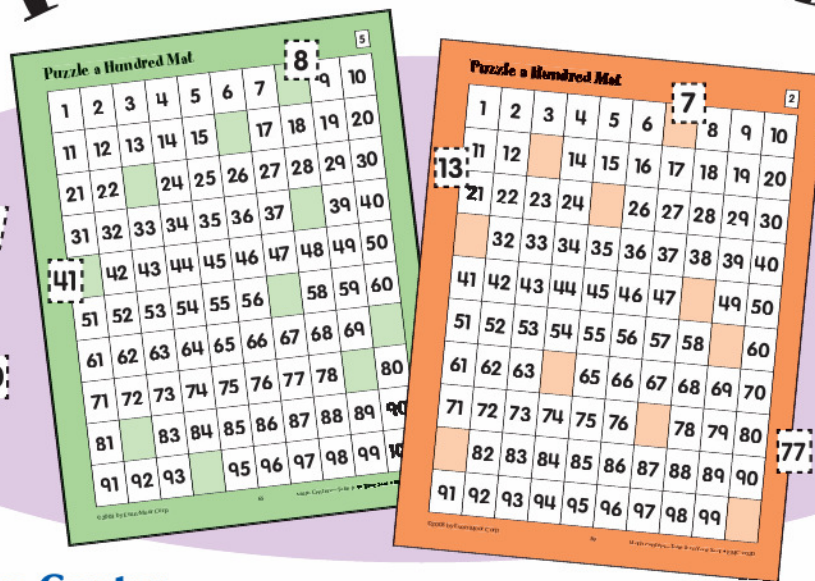 Puzzle a Hundred Mat
5
8
1 2 3 4 5 6 7 9 10
11 12 13 14 15 17 18 19 20
21 22 24 25 26 27 28 29 30
31 32 33 34 35 36 37 39 40
41
42 43 44 45 46 47 48 49 50
51 52 53 54 55 56 58 59 60
61 62 63 64 65 66 67 68 69
71 72 73 74 75 76 77 78 80
81 83 84 85 86 87 88 89 90
91 92 93 95 96 97 98 99
Puzzle a Hundred Mat
2
7
1 2 3 4 5 6 8 9 10
13
11 12 14 15 16 17 18 19 20
21 22 23 24 26 27 28 29 30
32 33 34 35 36 37 38 39 40
41 42 43 44 45 46 47 49 50
51 52 53 54 55 56 57 58 60
61 62 63 65 66 67 68 69 70
71 72 73 74 75 76 78 79 80
77
82 83 84 85 86 87 88 89 90
91 92 93 94 95 96 97 98 99